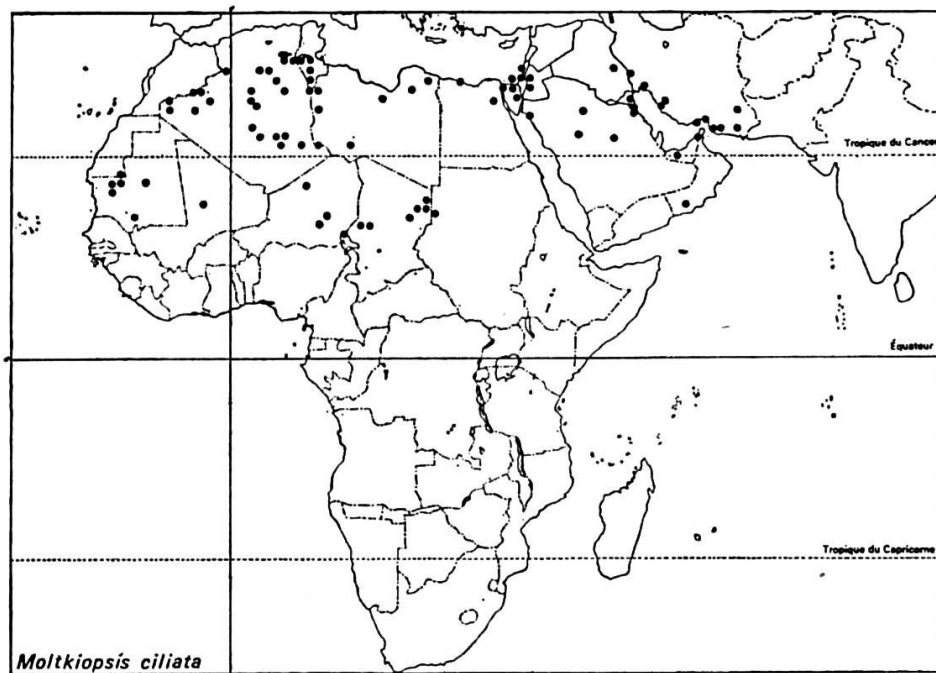 Tropique du Cancer
Équateur
Tropique du Capricorne
Moltkiopsis ciliata